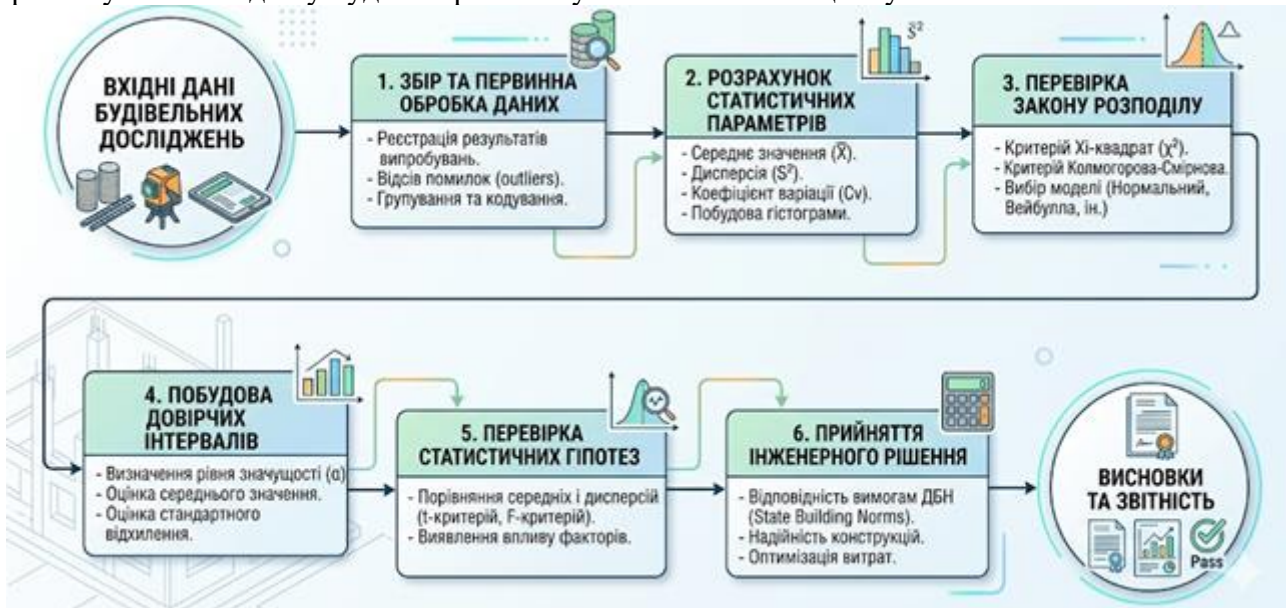 ВХІДНІ ДАНІ
БУДІВЕЛЬНИХ
ДОСЛІДЖЕНЬ
1. ЗБІР ТА ПЕРВИННА
ОБРОБКА ДАНИХ
- Реєстрація результатів
випробувань.
- Відсів помилок (outliers).
- Групування та кодування.
2. РОЗРАХУНОК
СТАТИСТИЧНИХ
ПАРАМЕТРІВ
- Середнє значення (X̄).
- Дисперсія (S²).
- Коефіцієнт варіації (Cv).
- Побудова гістограми.
S̄²
3. ПЕРЕВІРКА
ЗАКОНУ РОЗПОДІЛУ
- Критерій Хі-квадрат (χ²).
- Критерій Колмогорова-Смірнова.
- Вибір моделі (Нормальний,
Вейбулла, ін.)
4. ПОБУДОВА
ДОВІРЧИХ
ІНТЕРВАЛІВ
- Визначення рівня значущості (α)
- Оцінка середнього значення.
- Оцінка стандартного
відхилення.
5. ПЕРЕВІРКА
СТАТИСТИЧНИХ ГІПОТЕЗ
- Порівняння середніх і дисперсій
(t-критерій, F-критерій).
- Виявлення впливу факторів.
6. ПРИЙНЯТТЯ
ІНЖЕНЕРНОГО РІШЕННЯ
- Відповідність вимогам ДБН
(State Building Norms).
- Надійність конструкцій.
- Оптимізація витрат.
ВИСНОВКИ
ТА ЗВІТНІСТЬ
Pass